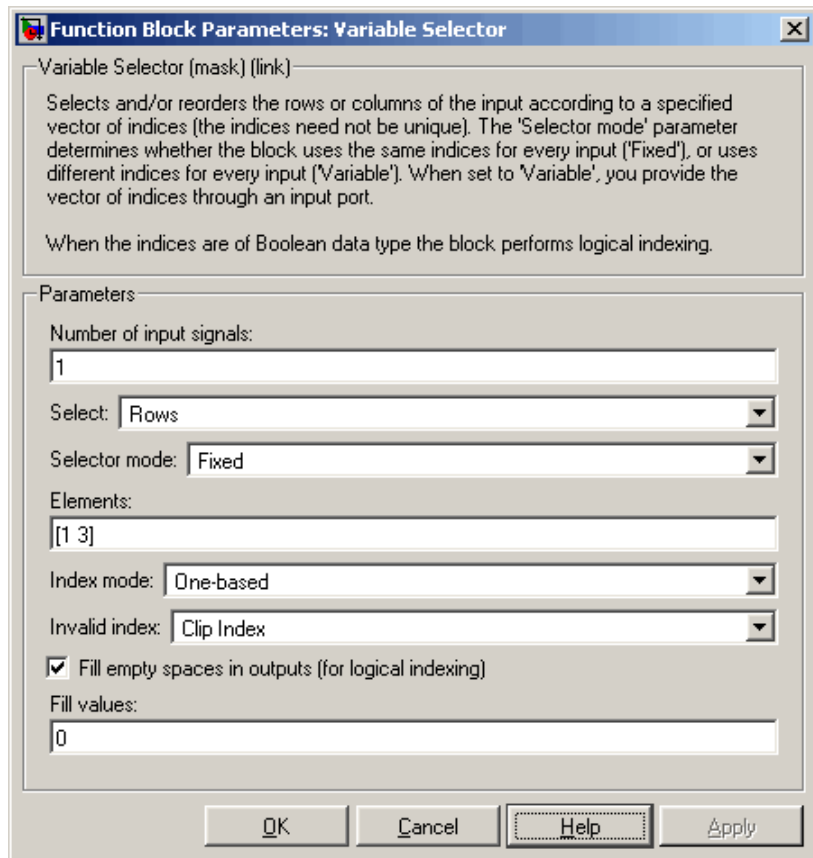 Function Block Parameters: Variable Selector
Variable Selector (mask) (link)
Selects and/or reorders the rows or columns of the input according to a specified
vector of indices (the indices need not be unique). The 'Selector mode' parameter
determines whether the block uses the same indices for every input ('Fixed'), or uses
different indices for every input ('Variable'). When set to 'Variable', you provide the
vector of indices through an input port.
When the indices are of Boolean data type the block performs logical indexing.
Parameters
Number of input signals:
1
Select: Rows
Selector mode: Fixed
Elements:
[1 3]
Index mode: One-based
Invalid index: Clip Index
Fill empty spaces in outputs (for logical indexing)
Fill values:
0
OK Cancel Help Apply